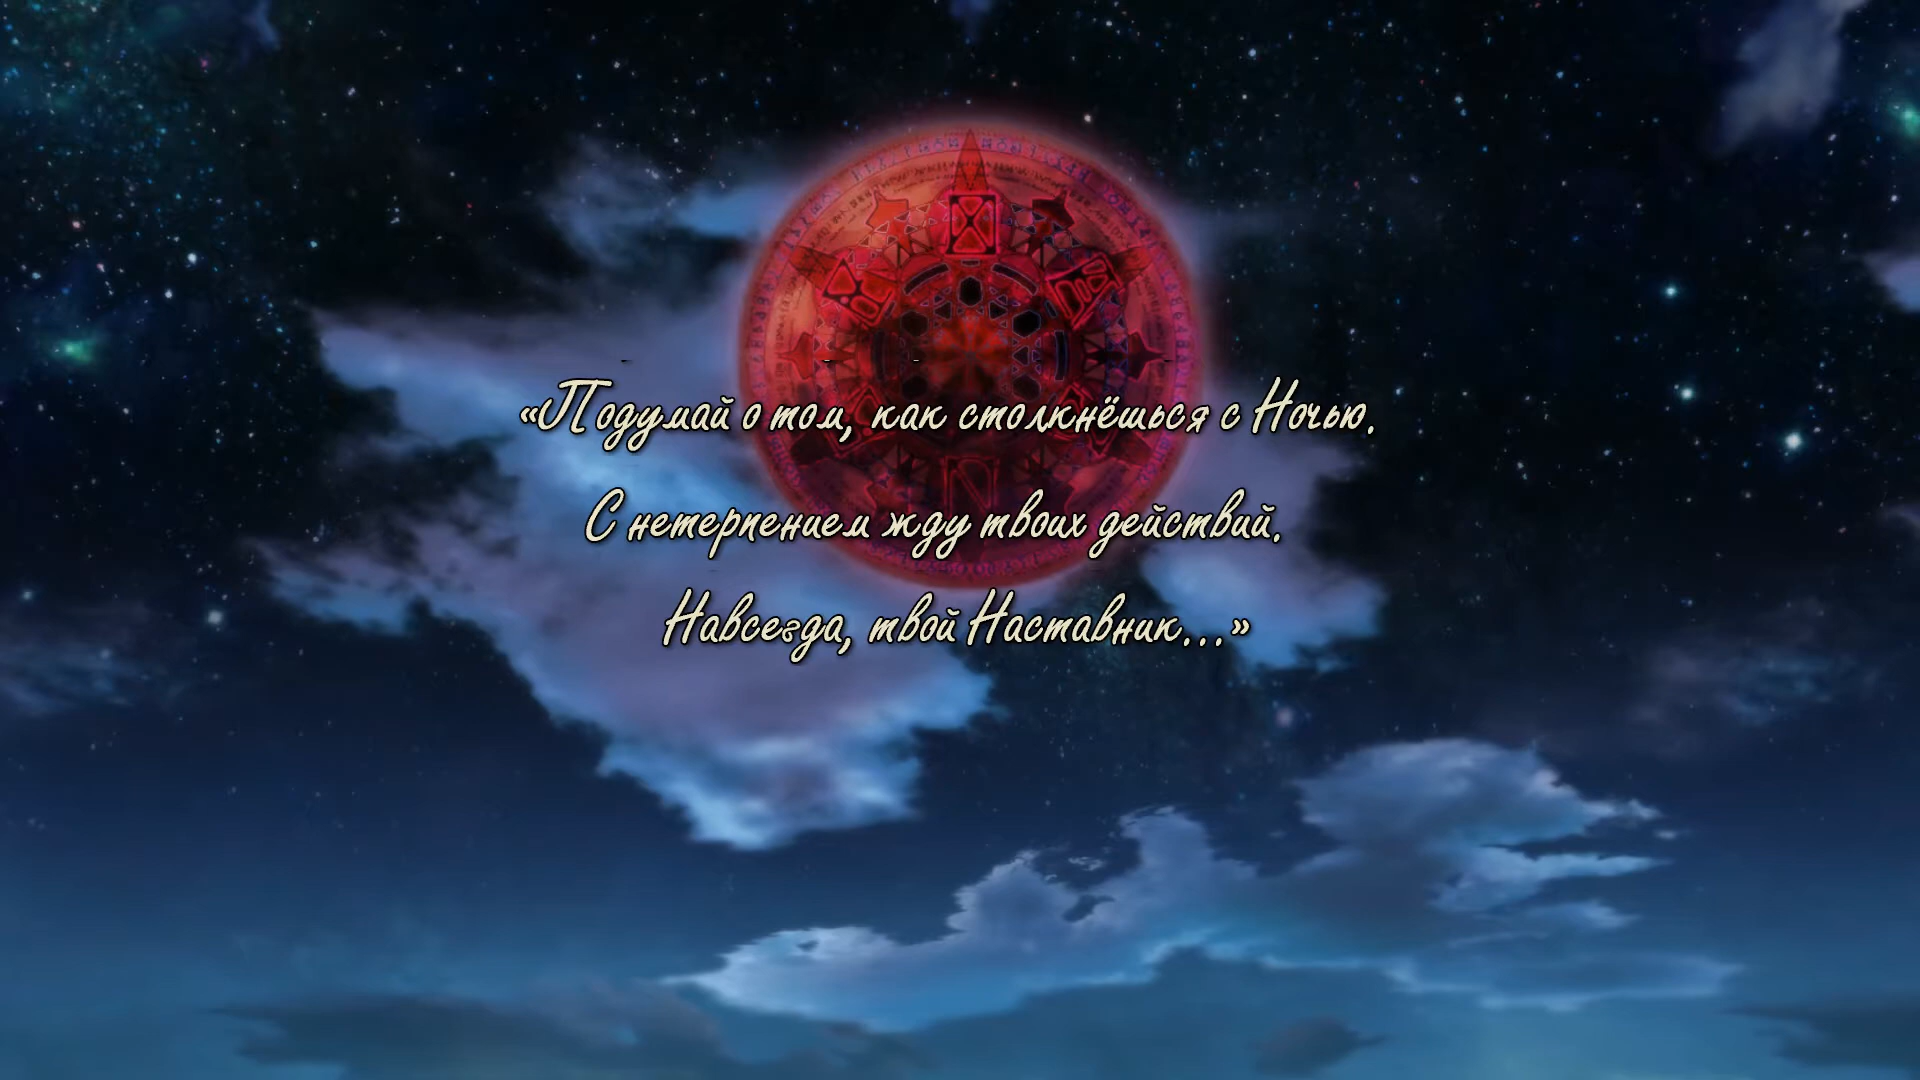 «Подумай о том, как столкнёшься с Ночью.
С нетерпением жду твоих действий.
Навсегда, твой Наставник...»